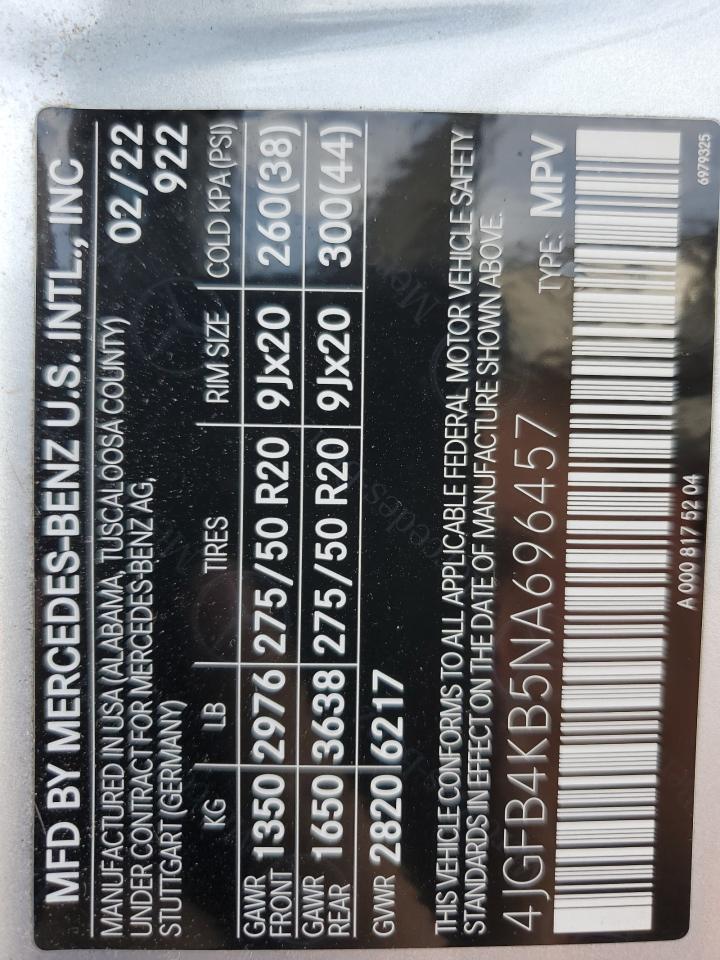 MFD BY MERCEDES-BENZ U.S. INTL., INC
MANUFACTURED IN USA (ALABAMA, TUSCALOOSA COUNTY) 02/22
UNDER CONTRACT FOR MERCEDES-BENZ AG, 922
STUTTGART (GERMANY)
KG LB TIRES RIM SIZE COLD KPA (PSI)
GAWR FRONT 1350 2976 275/50 R20 9Jx20 260(38)
GAWR REAR 1650 3638 275/50 R20 9Jx20 300(44)
GVWR 2820 6217
THIS VEHICLE CONFORMS TO ALL APPLICABLE FEDERAL MOTOR VEHICLE SAFETY
STANDARDS IN EFFECT ON THE DATE OF MANUFACTURE SHOWN ABOVE.
4JGFB4KB5NA696457 TYPE: MPV
A 000 817 52 04
6979325